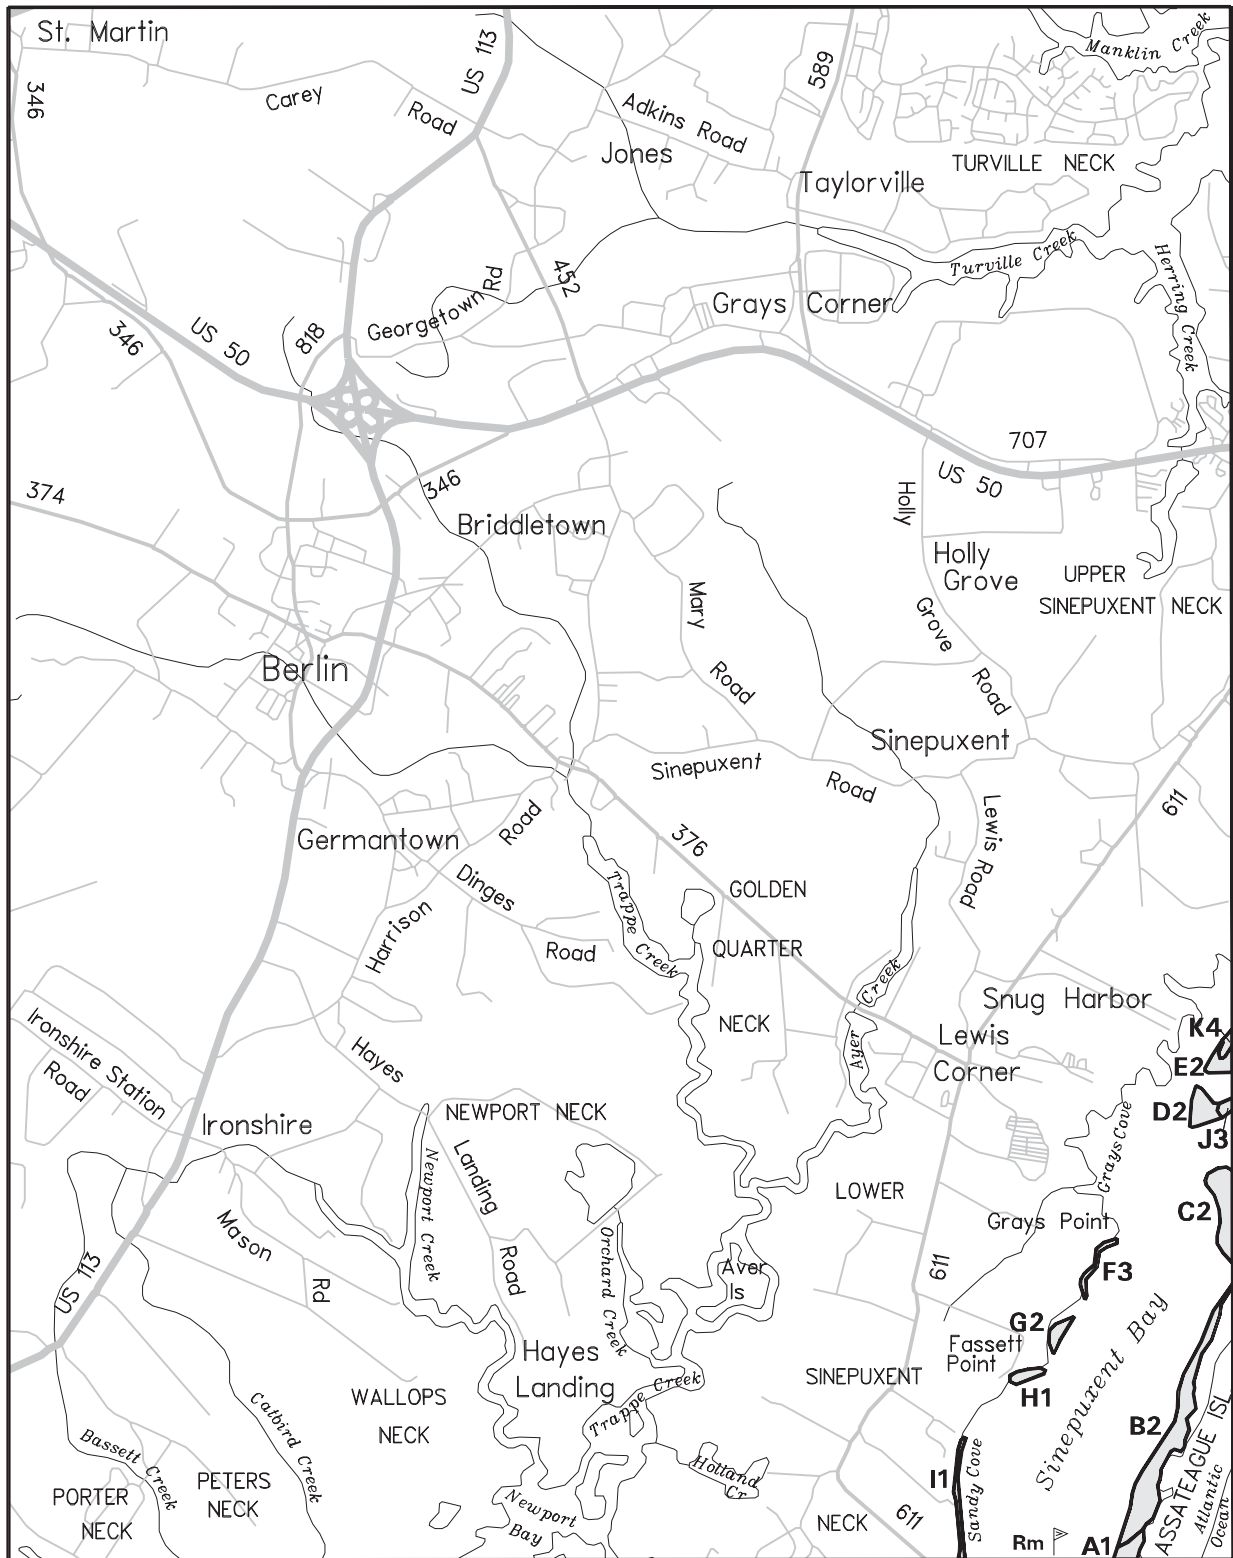 St. Martin
US 113
Manklin Creek
346
Carey
Road
589
Adkins Road
Jones
TURVILLE NECK
Taylorville
Turville Creek
Herring Creek
452
Georgetown Rd
Grays Corner
346
US 50
818
707
US 50
374
346
Briddletown
Holly
Grove
Road
Holly
Grove
UPPER
SINEPUXENT NECK
Mary
Road
Berlin
Sinepuxent
Sinepuxent
Road
611
Lewis Road
Germantown
Road
376
Dinges
Road
Harrison
Trappe Creek
GOLDEN
QUARTER
NECK
Creek
Ayer
Snug Harbor
Lewis
Corner
K4
E2
D2
J3
Ironshire Station
Road
Hayes
Landing
Road
Ironshire
NEWPORT NECK
Newport Creek
Grays Cove
LOWER
C2
Grays Point
Mason
Rd
Orchard Creek
Aver
Is
611
F3
US 113
G2
Fassett
Point
Sinepuxent Bay
Hayes
Landing
SINEPUXENT
H1
WALLOPS
NECK
Trappe Creek
Catbird Creek
Bassett Creek
B2
ASSATEAGUE ISL
Atlantic
Ocean
Holland
Cr
I1
Sandy Cove
PETERS
NECK
PORTER
NECK
Newport
Bay
NECK
611
Rm
A1